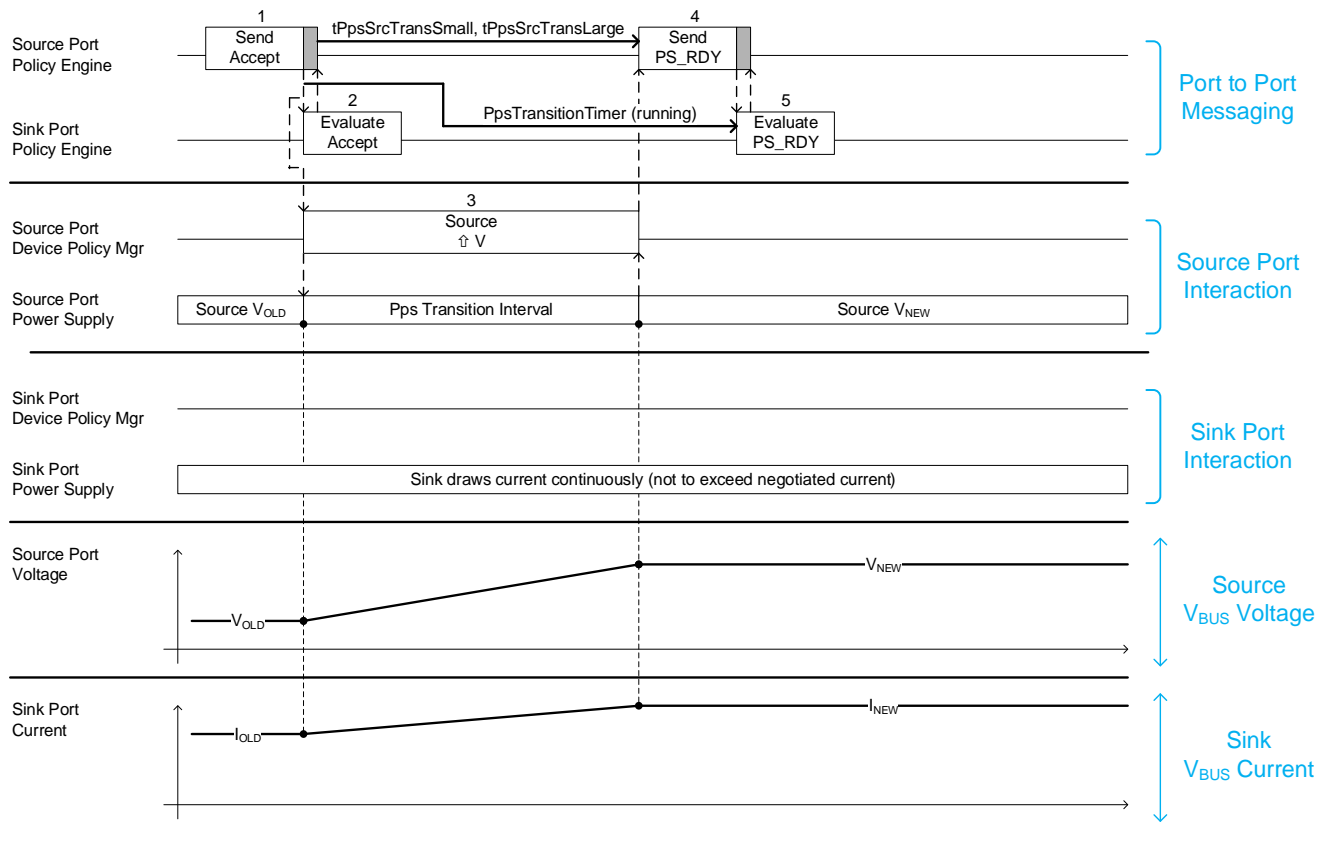 1
4
Source Port
Policy Engine
Send
Accept
tPpsSrcTransSmall, tPpsSrcTransLarge
Send
PS_RDY
Port to Port
Messaging
2
5
Sink Port
Policy Engine
Evaluate
Accept
PpsTransitionTimer (running)
Evaluate
PS_RDY
3
Source Port
Device Policy Mgr
Source
⇧ V
Source Port
Interaction
Source Port
Power Supply
Source VOLD
Pps Transition Interval
Source VNEW
Sink Port
Device Policy Mgr
Sink Port
Interaction
Sink Port
Power Supply
Sink draws current continuously (not to exceed negotiated current)
Source Port
Voltage
VOLD
VNEW
Source
VBUS Voltage
Sink Port
Current
IOLD
INEW
Sink
VBUS Current